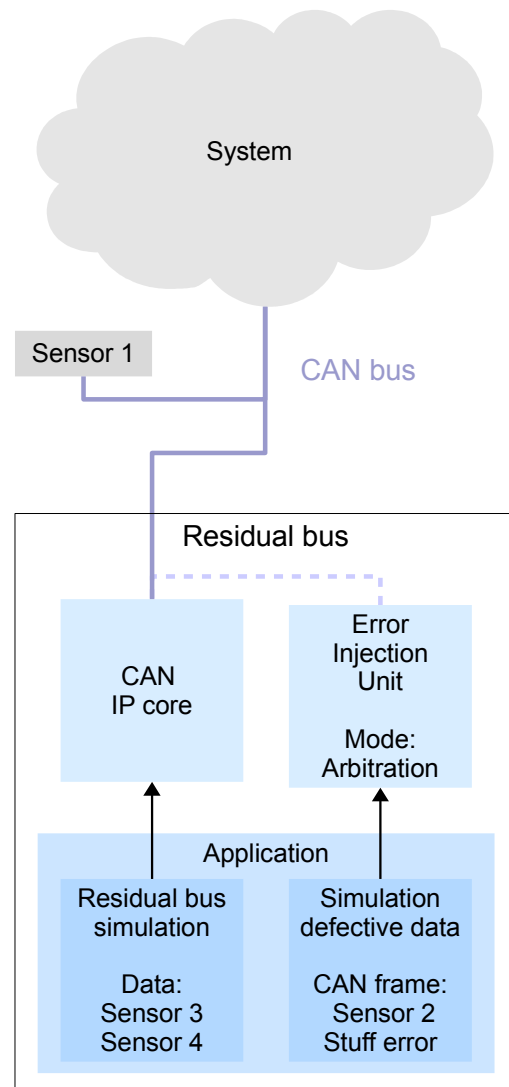 System
Sensor 1
CAN bus
Residual bus
CAN
IP core
Error
Injection
Unit
Mode:
Arbitration
Application
Residual bus
simulation
Data:
Sensor 3
Sensor 4
Simulation
defective data
CAN frame:
Sensor 2
Stuff error